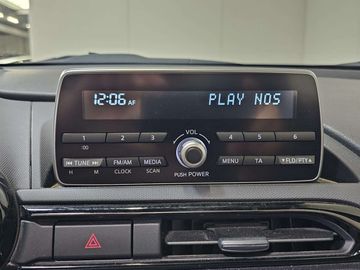 12:06 AF PLAY NOS
1 2 3 VOL 4 5 6
:00
TUNE FM/AM MEDIA MENU TA FLD/PTY
H M CLOCK SCAN
PUSH POWER